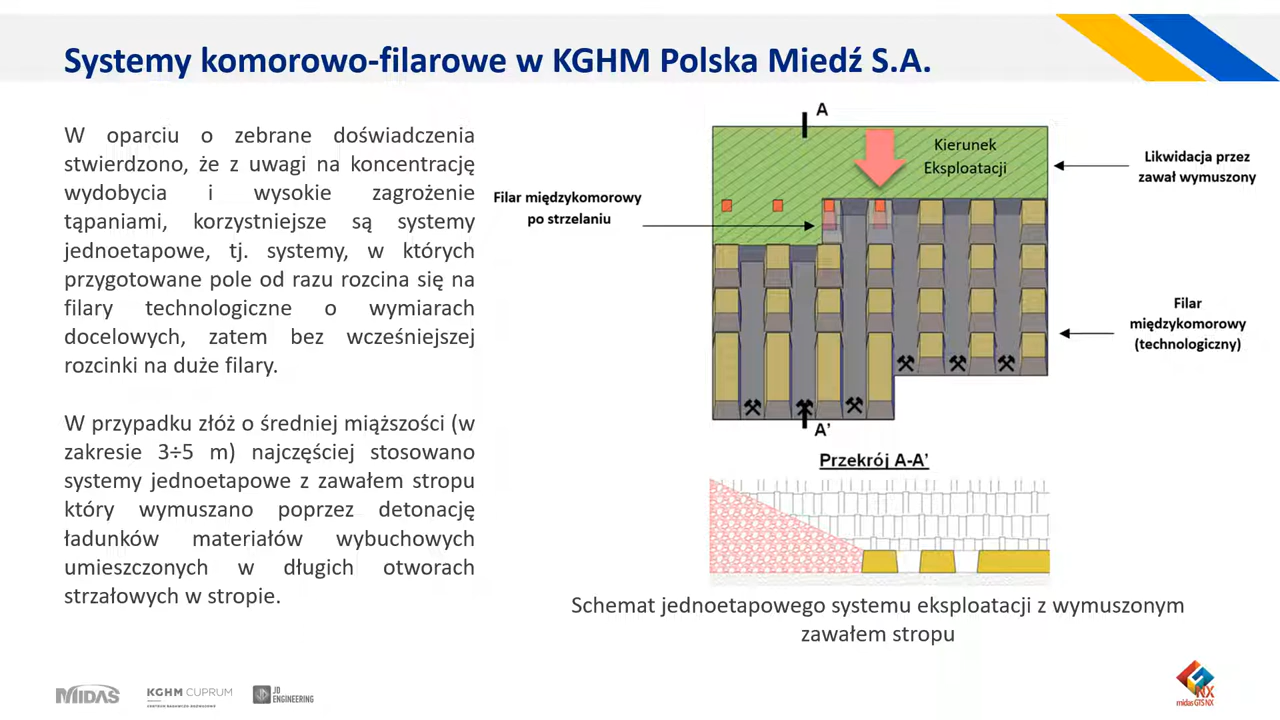 Systemy komorowo-filarowe w KGHM Polska Miedź S.A.
W oparciu o zebrane doświadczenia
stwierdzono, że z uwagi na koncentrację
wydobycia i wysokie zagrożenie
tąpaniami, korzystniejsze są systemy
jednoetapowe, tj. systemy, w których
przygotowane pole od razu rozcina się na
filary technologiczne o wymiarach
docelowych, zatem bez wcześniejszej
rozcinki na duże filary.
W przypadku złóż o średniej miąższości (w
zakresie 3÷5 m) najczęściej stosowano
systemy jednoetapowe z zawałem stropu
który wymuszano poprzez detonację
ładunków materiałów wybuchowych
umieszczonych w długich otworach
strzałowych w stropie.
A
Kierunek
Eksploatacji
Likwidacja przez
zawał wymuszony
Filar międzykomorowy
po strzelaniu
Filar
międzykomorowy
(technologiczny)
A'
Przekrój A-A'
Schemat jednoetapowego systemu eksploatacji z wymuszonym
zawałem stropu
MIDAS
KGHM CUPRUM
CENTRUM BADAWCZO-ROZWOJOWE
JD
ENGINEERING
NX
midas GTS NX